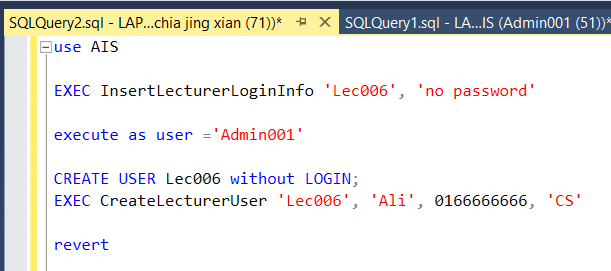 SQLQuery2.sql - LAP...chia jing xian (71))* SQLQuery1.sql - LA...IS (Admin001 (51))*
use AIS
EXEC InsertLecturerLoginInfo 'Lec006', 'no password'
execute as user ='Admin001'
CREATE USER Lec006 without LOGIN;
EXEC CreateLecturerUser 'Lec006', 'Ali', 0166666666, 'CS'
revert